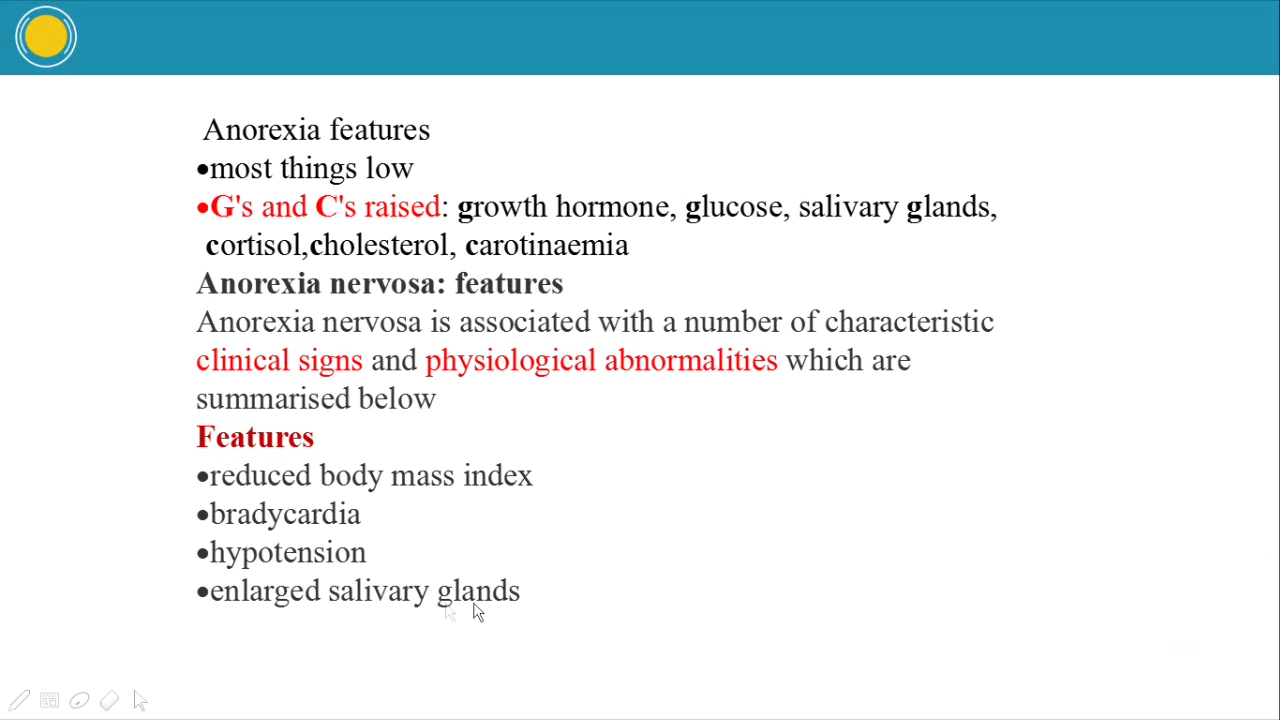 Anorexia features
•most things low
•G's and C's raised: growth hormone, glucose, salivary glands,
cortisol,cholesterol, carotinaemia
Anorexia nervosa: features
Anorexia nervosa is associated with a number of characteristic
clinical signs and physiological abnormalities which are
summarised below
Features
•reduced body mass index
•bradycardia
•hypotension
•enlarged salivary glands